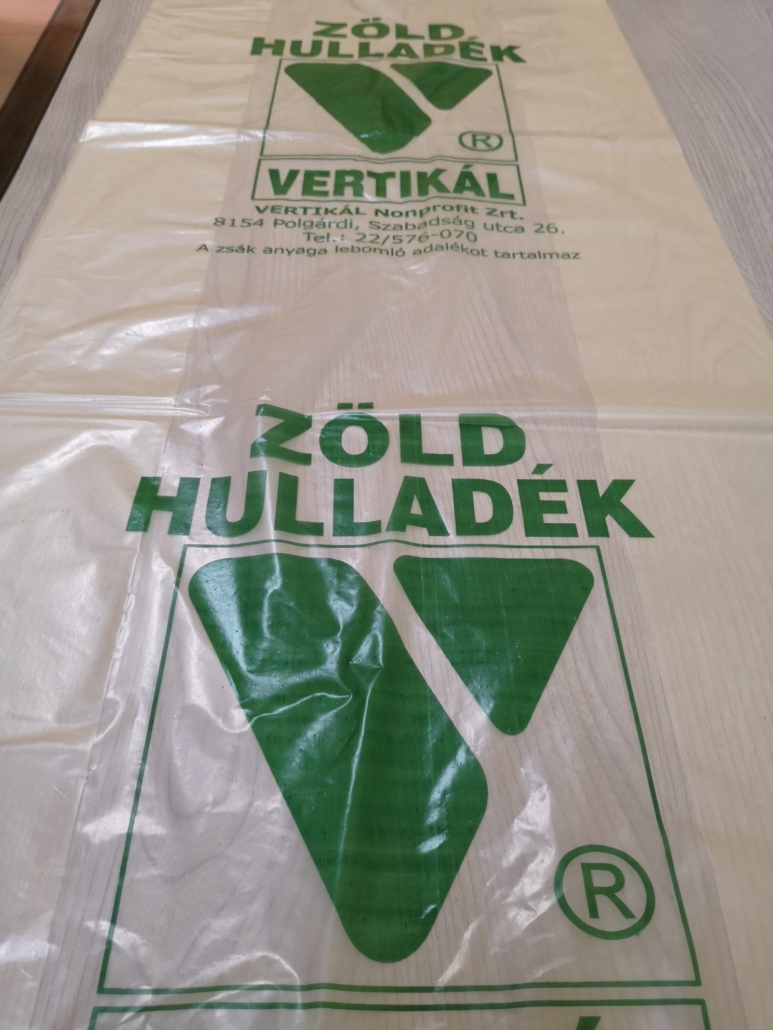 ZÖLD
HULLADÉK
®
VERTIKÁL
VERTIKÁL Nonprofit Zrt.
8154 Polgárdi, Szabadság utca 26.
Tel.: 22/576-070
A zsák anyaga lebomló adalékot tartalmaz
ZÖLD
HULLADÉK
®